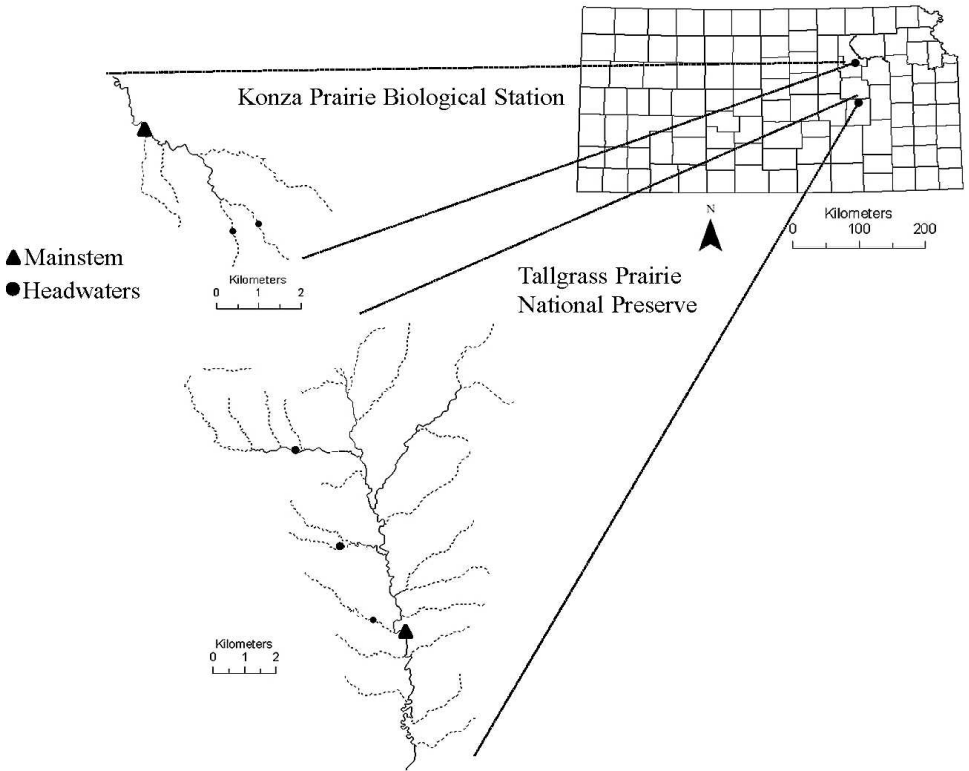 Konza Prairie Biological Station
N
Kilometers
0 100 200
Mainstem
Headwaters
Kilometers
0 1 2
Tallgrass Prairie
National Preserve
Kilometers
0 1 2